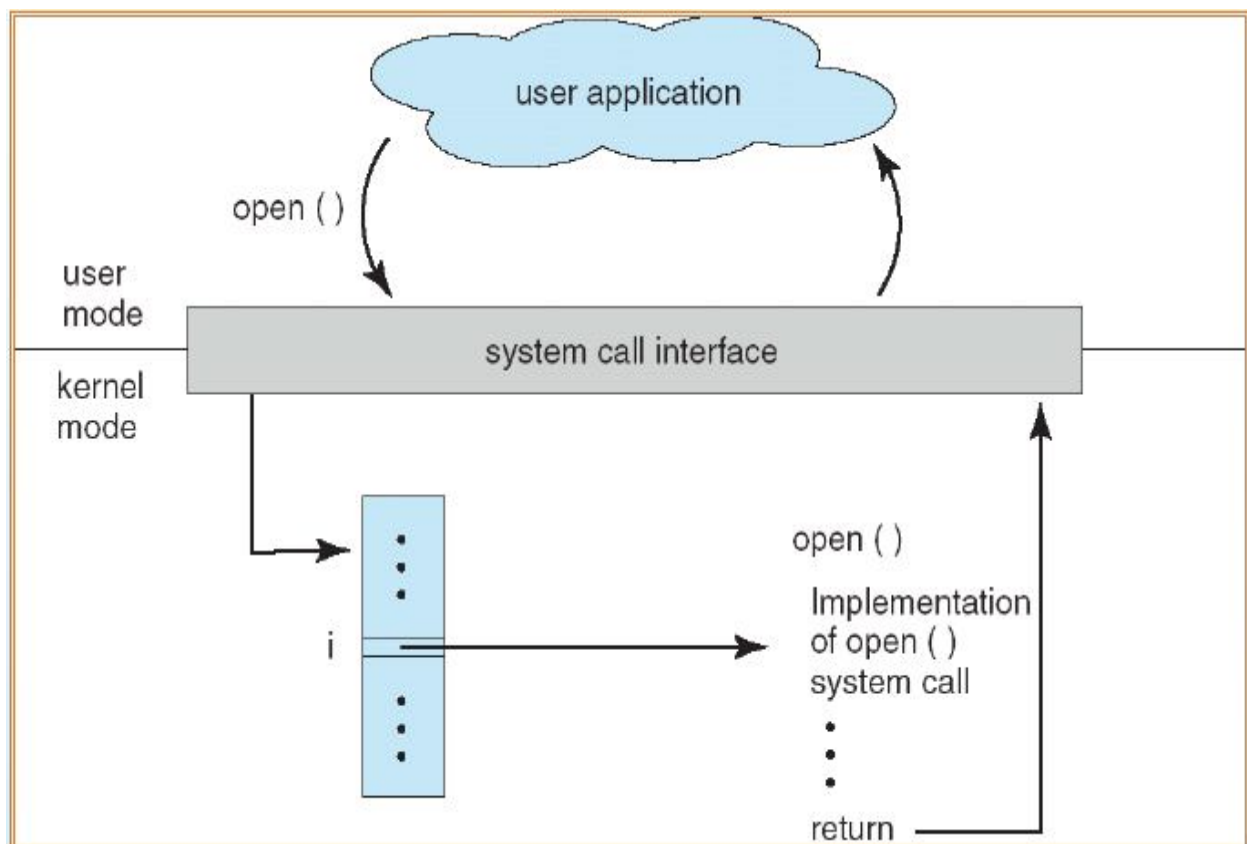 user application
open ( )
user
mode
system call interface
kernel
mode
open ( )
Implementation
i
of open ( )
system call
return